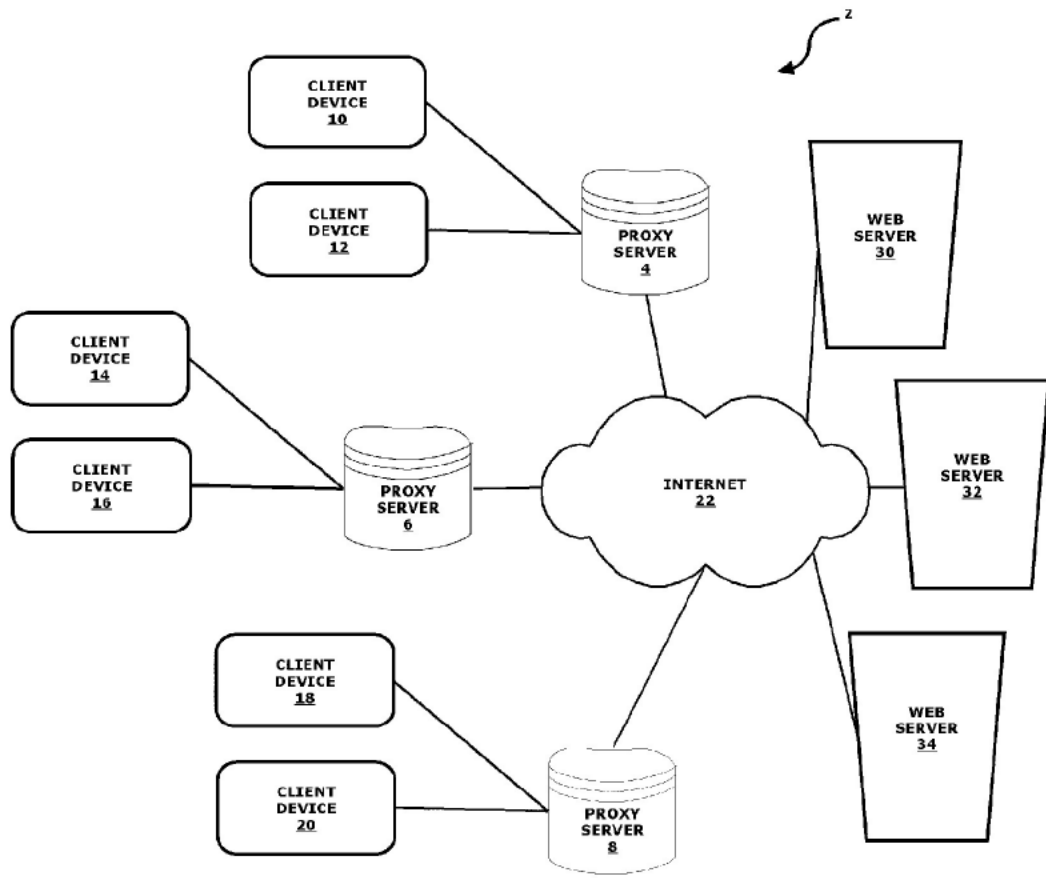 2
CLIENT
DEVICE
10
CLIENT
DEVICE
12
PROXY
SERVER
4
WEB
SERVER
30
CLIENT
DEVICE
14
CLIENT
DEVICE
16
PROXY
SERVER
6
INTERNET
22
WEB
SERVER
32
CLIENT
DEVICE
18
CLIENT
DEVICE
20
PROXY
SERVER
8
WEB
SERVER
34